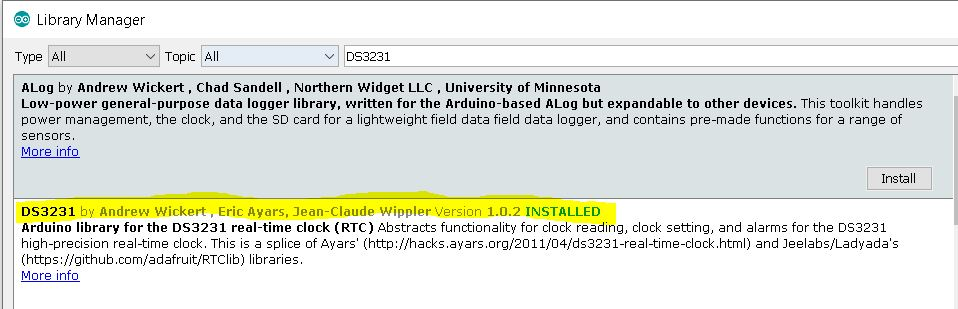 Library Manager
Type All Topic All DS3231
ALog by Andrew Wickert , Chad Sandell , Northern Widget LLC , University of Minnesota
Low-power general-purpose data logger library, written for the Arduino-based ALog but expandable to other devices. This toolkit handles
power management, the clock, and the SD card for a lightweight field data field data logger, and contains pre-made functions for a range of
sensors.
More info
Install
DS3231 by Andrew Wickert , Eric Ayars, Jean-Claude Wippler Version 1.0.2 INSTALLED
Arduino library for the DS3231 real-time clock (RTC) Abstracts functionality for clock reading, clock setting, and alarms for the DS3231
high-precision real-time clock. This is a splice of Ayars' (http://hacks.ayars.org/2011/04/ds3231-real-time-clock.html) and Jeelabs/Ladyada's
(https://github.com/adafruit/RTClib) libraries.
More info